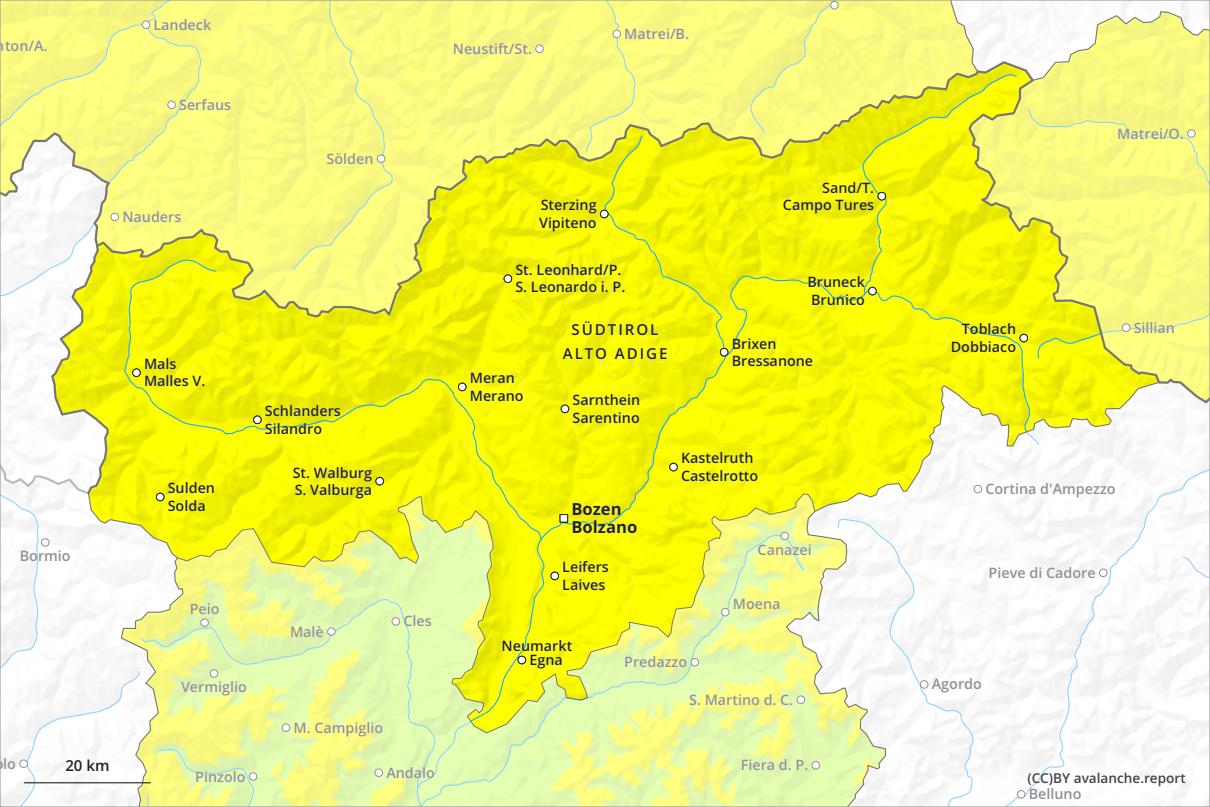 Landeck
nton/A.
Neustift/St.
Matrei/B.
Serfaus
Sölden
Matrei/O.
Nauders
Sand/T.
Campo Tures
Sterzing
Vipiteno
St. Leonhard/P.
S. Leonardo i. P.
Bruneck
Brunico
SÜDTIROL
ALTO ADIGE
Toblach
Dobbiaco
Sillian
Brixen
Bressanone
Mals
Malles V.
Meran
Merano
Sarnthein
Sarentino
Schlanders
Silandro
Kastelruth
Castelrotto
St. Walburg
S. Valburga
Sulden
Solda
Cortina d'Ampezzo
Bozen
Bolzano
Bormio
Canazei
Leifers
Laives
Pieve di Cadore
Peio
Moena
Malè
Cles
Neumarkt
Egna
Predazzo
Vermiglio
Agordo
S. Martino d. C.
M. Campiglio
olo
20 km
Pinzolo
Andalo
Fiera d. P.
(CC)BY avalanche.report
Belluno